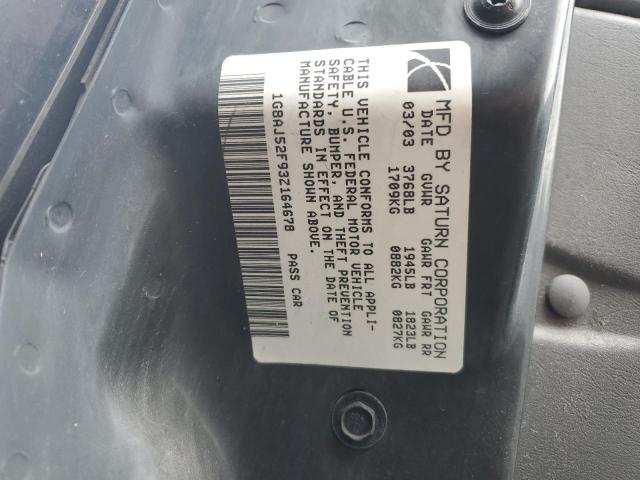 MFD BY SATURN CORPORATION
DATE GVWR GAWR FRT GAWR RR
03/03 3768LB 1945LB 1823LB
1709KG 0882KG 0827KG
THIS VEHICLE CONFORMS TO ALL APPLI-
CABLE U.S. FEDERAL MOTOR VEHICLE
SAFETY, BUMPER, AND THEFT PREVENTION
STANDARDS IN EFFECT ON THE DATE OF
MANUFACTURE SHOWN ABOVE.
1G8AJ52F93Z164678 PASS CAR